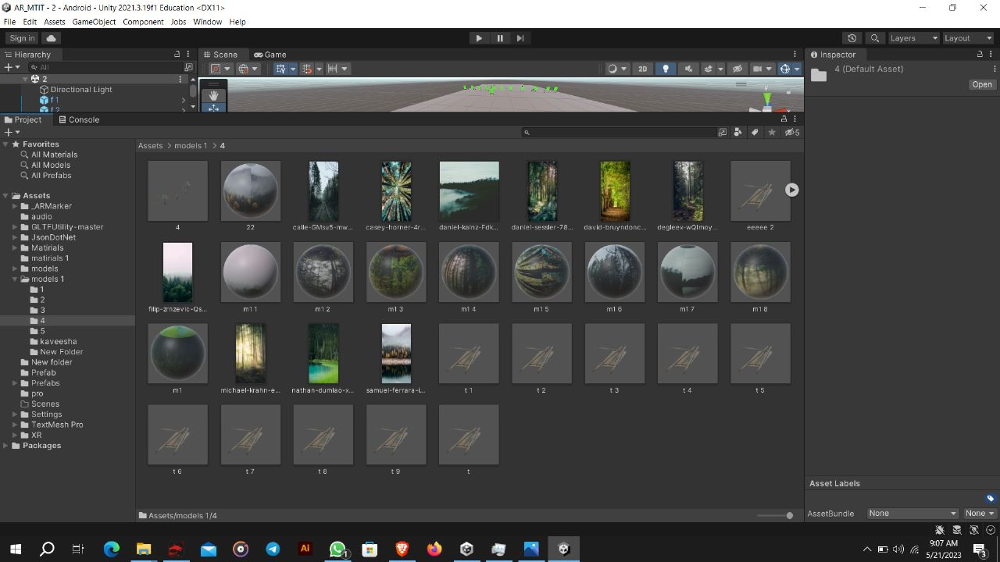 AR_MTIT - 2 - Android - Unity 2021.3.19f1 Education <DX11>
File Edit Assets GameObject Component Jobs Window Help
Sign in
Layers Layout
Hierarchy
All
2
Directional Light
f 1
f 2
Scene Game
2D
y
Inspector
4 (Default Asset)
Open
Project Console
5
Favorites
All Materials
All Models
All Prefabs
Assets
_ARMarker
audio
GLTFUtility-master
JsonDotNet
Matirials
matirials 1
models
models 1
1
2
3
4
5
kaveesha
New Folder
New folder
Prefab
Prefabs
pro
Scenes
Settings
TextMesh Pro
XR
Packages
Assets > models 1 > 4
4 22 calle-GMsu5-mw... casey-horner-4r... daniel-kainz-Fdk... daniel-sessler-78... david-bruyndonc... degleex-wQImoy... eeeee 2
filip-zrnzevic-Qs... m1 1 m1 2 m1 3 m1 4 m1 5 m1 6 m1 7 m1 8
m1 michael-krahn-e... nathan-dumlao-x... samuel-ferrara-i... t 1 t 2 t 3 t 4 t 5
t 6 t 7 t 8 t 9 t
Assets/models 1/4
Asset Labels
AssetBundle None None
Ai
9:07 AM
5/21/2023
3